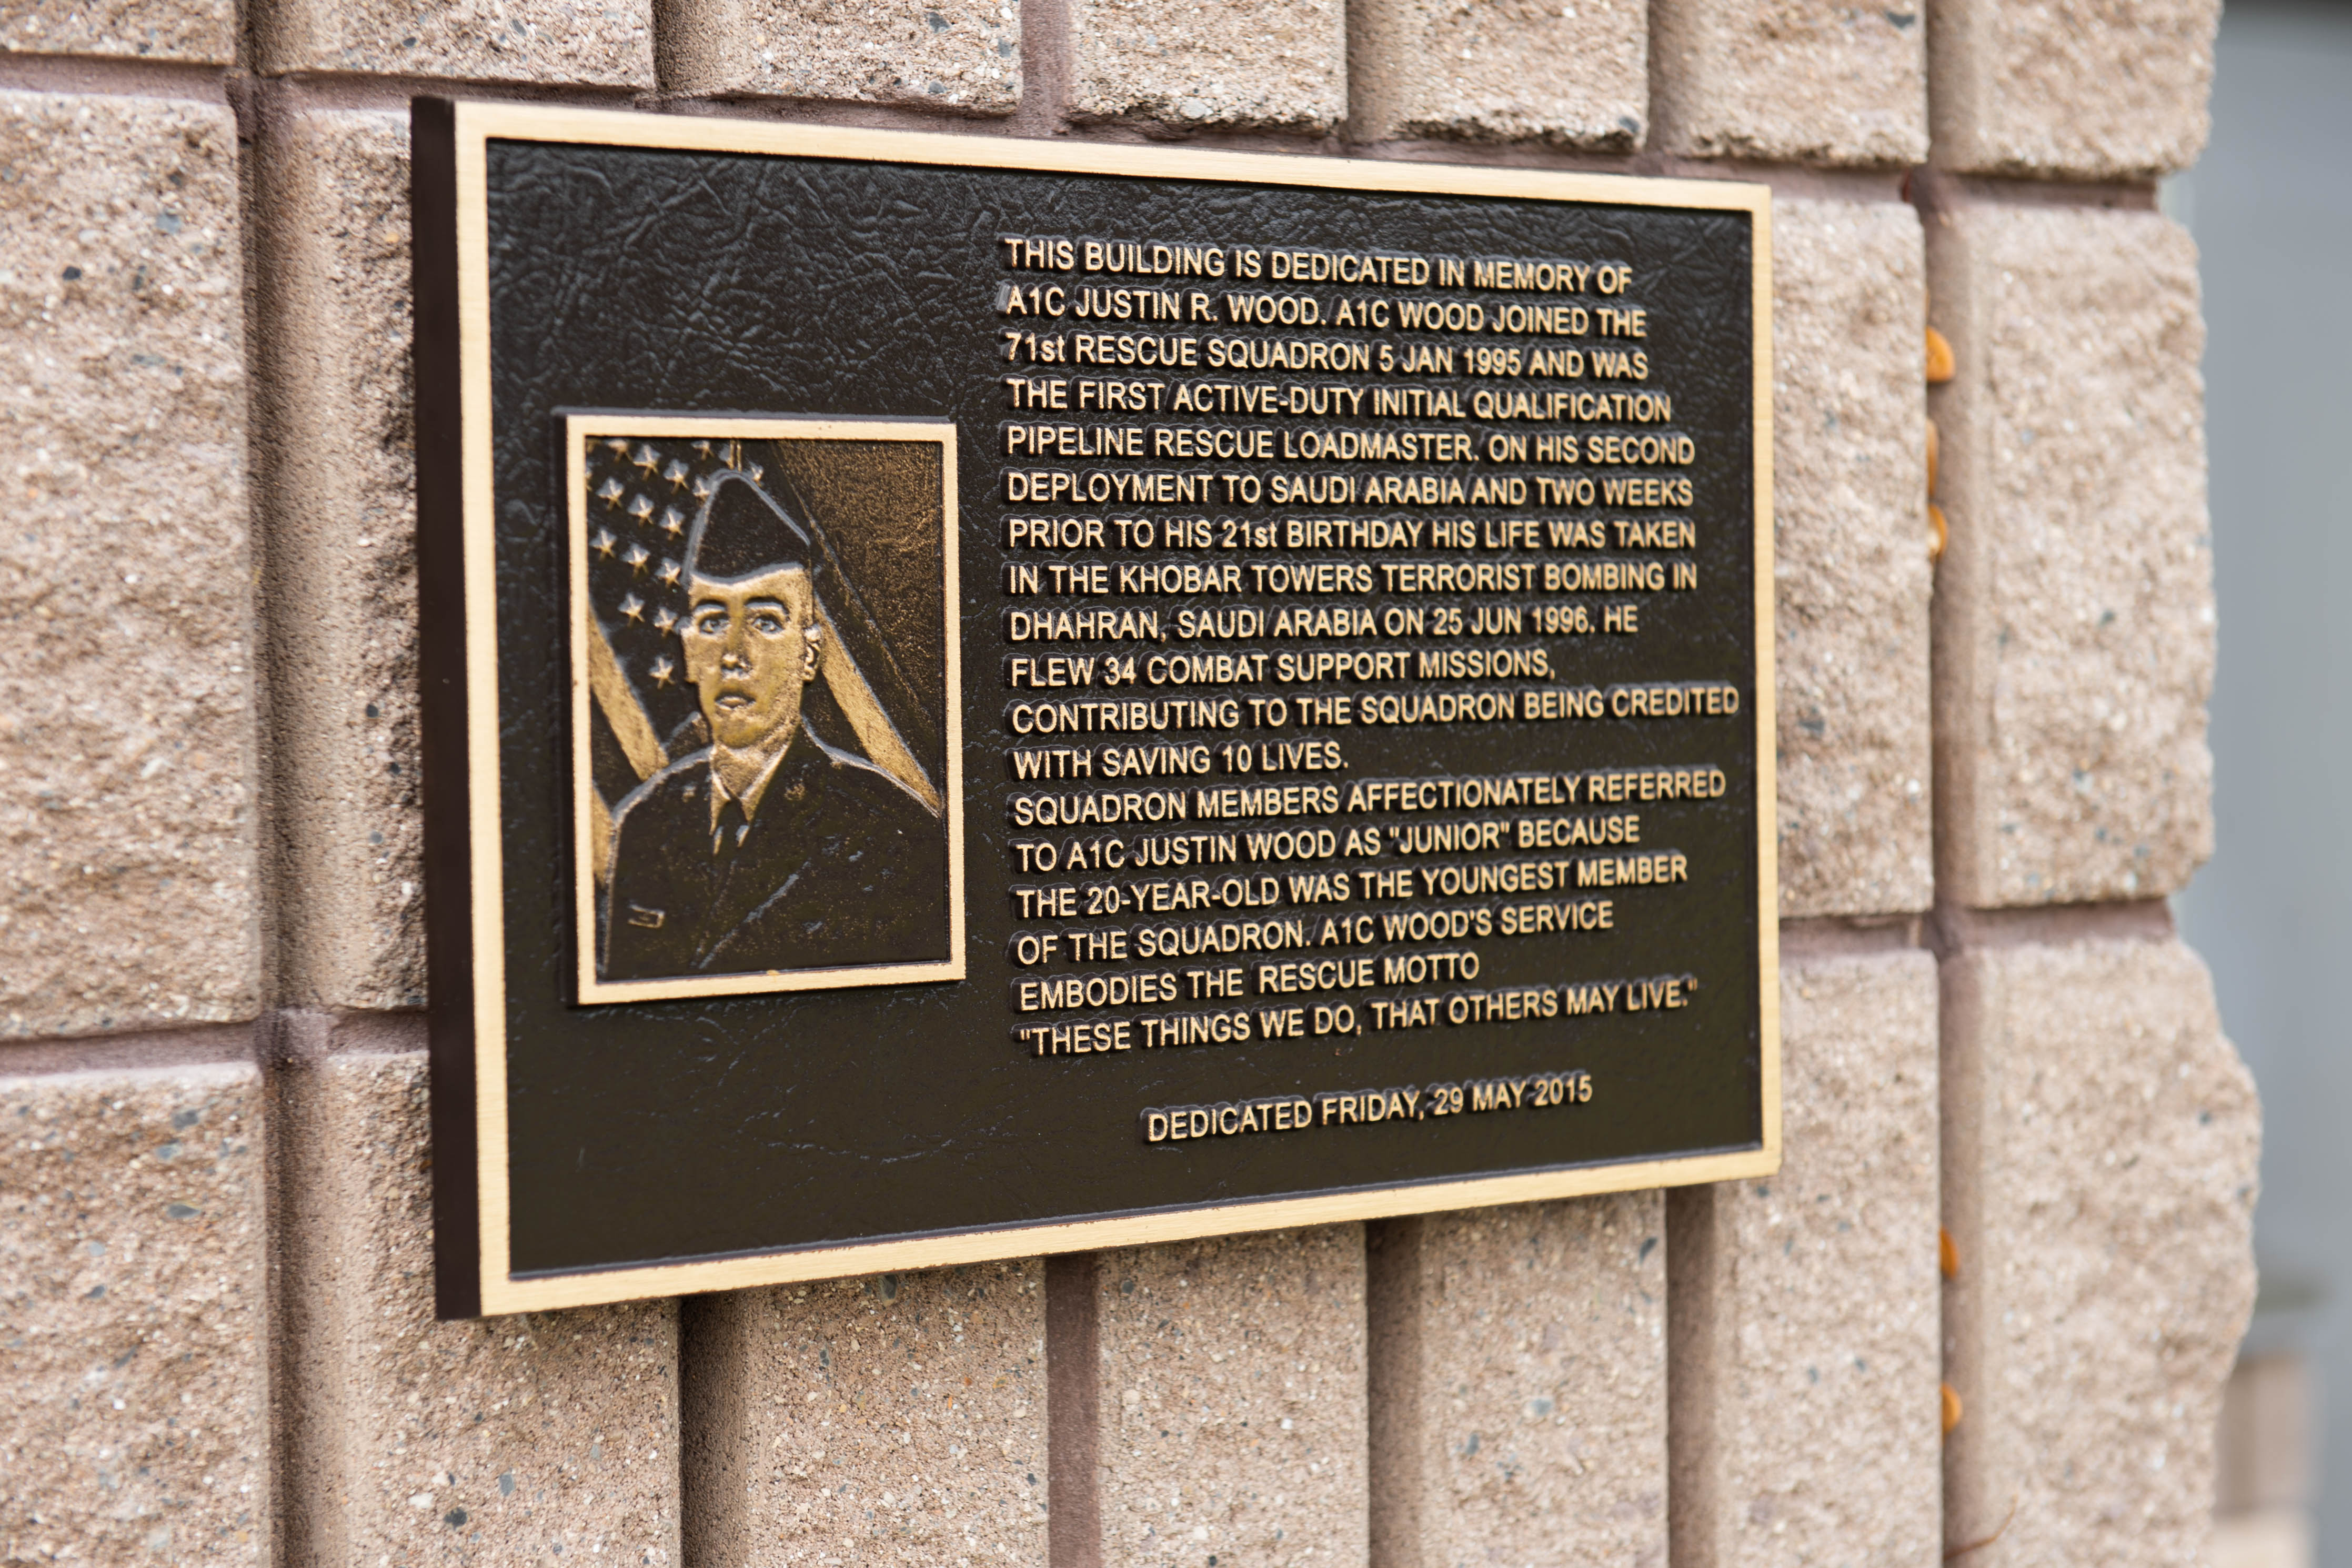 THIS BUILDING IS DEDICATED IN MEMORY OF
A1C JUSTIN R. WOOD. A1C WOOD JOINED THE
71st RESCUE SQUADRON 5 JAN 1995 AND WAS
THE FIRST ACTIVE-DUTY INITIAL QUALIFICATION
PIPELINE RESCUE LOADMASTER. ON HIS SECOND
DEPLOYMENT TO SAUDI ARABIA AND TWO WEEKS
PRIOR TO HIS 21st BIRTHDAY HIS LIFE WAS TAKEN
IN THE KHOBAR TOWERS TERRORIST BOMBING IN
DHAHRAN, SAUDI ARABIA ON 25 JUN 1996. HE
FLEW 34 COMBAT SUPPORT MISSIONS,
CONTRIBUTING TO THE SQUADRON BEING CREDITED
WITH SAVING 10 LIVES.
SQUADRON MEMBERS AFFECTIONATELY REFERRED
TO A1C JUSTIN WOOD AS "JUNIOR" BECAUSE
THE 20-YEAR-OLD WAS THE YOUNGEST MEMBER
OF THE SQUADRON. A1C WOOD'S SERVICE
EMBODIES THE RESCUE MOTTO
"THESE THINGS WE DO, THAT OTHERS MAY LIVE."
DEDICATED FRIDAY, 29 MAY 2015